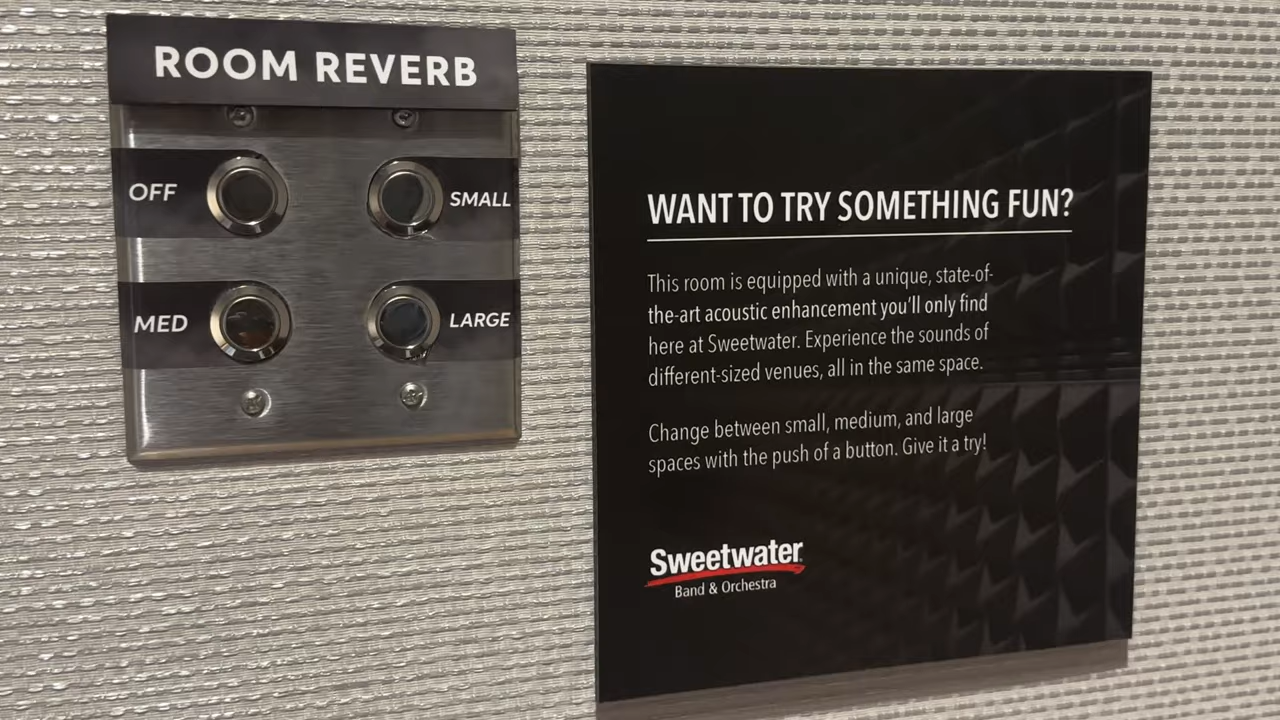 ROOM REVERB
OFF
SMALL
MED
LARGE
WANT TO TRY SOMETHING FUN?
This room is equipped with a unique, state-of-
the-art acoustic enhancement you'll only find
here at Sweetwater. Experience the sounds of
different-sized venues, all in the same space.
Change between small, medium, and large
spaces with the push of a button. Give it a try!
Sweetwater
Band & Orchestra